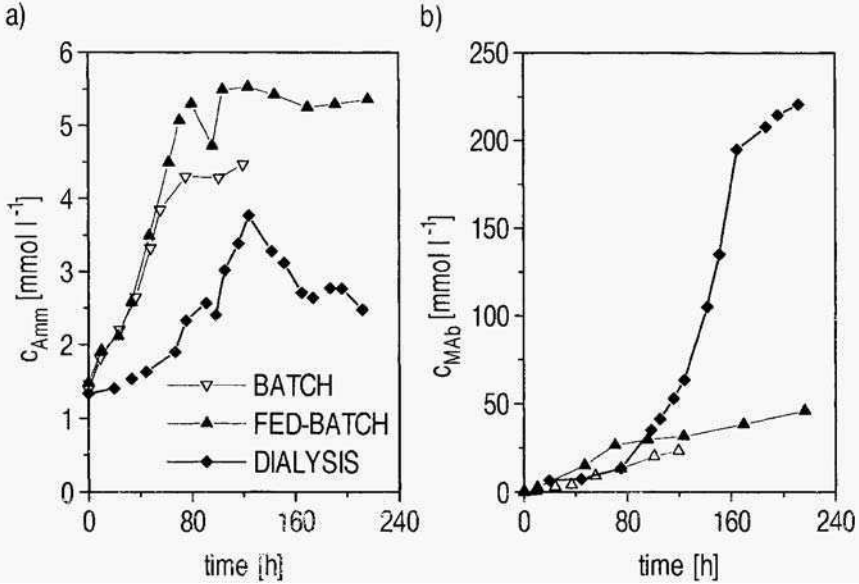 a)
c_Amm [mmol l⁻¹]
6
5
4
3
2
1
0
BATCH
FED-BATCH
DIALYSIS
0 80 160 240
time [h]
b)
c_MAb [mmol l⁻¹]
250
200
150
100
50
0
0 80 160 240
time [h]